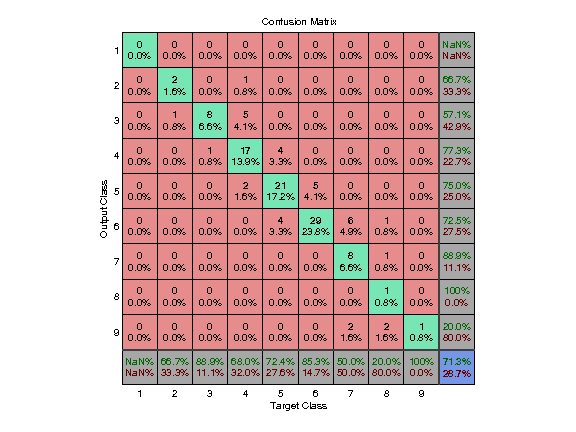 Confusion Matrix
1 0 0 0 0 0 0 0 0 0 NaN%
0.0% 0.0% 0.0% 0.0% 0.0% 0.0% 0.0% 0.0% 0.0% NaN%
2 0 2 0 1 0 0 0 0 0 66.7%
0.0% 1.6% 0.0% 0.8% 0.0% 0.0% 0.0% 0.0% 0.0% 33.3%
3 0 1 8 5 0 0 0 0 0 57.1%
0.0% 0.8% 6.6% 4.1% 0.0% 0.0% 0.0% 0.0% 0.0% 42.9%
4 0 0 1 17 4 0 0 0 0 77.3%
0.0% 0.0% 0.8% 13.9% 3.3% 0.0% 0.0% 0.0% 0.0% 22.7%
5 0 0 0 2 21 5 0 0 0 75.0%
0.0% 0.0% 0.0% 1.6% 17.2% 4.1% 0.0% 0.0% 0.0% 25.0%
6 0 0 0 0 4 29 6 1 0 72.5%
0.0% 0.0% 0.0% 0.0% 3.3% 23.8% 4.9% 0.8% 0.0% 27.5%
7 0 0 0 0 0 0 8 1 0 88.9%
0.0% 0.0% 0.0% 0.0% 0.0% 0.0% 6.6% 0.8% 0.0% 11.1%
8 0 0 0 0 0 0 0 1 0 100%
0.0% 0.0% 0.0% 0.0% 0.0% 0.0% 0.0% 0.8% 0.0% 0.0%
9 0 0 0 0 0 0 2 2 1 20.0%
0.0% 0.0% 0.0% 0.0% 0.0% 0.0% 1.6% 1.6% 0.8% 80.0%
NaN% 66.7% 88.9% 68.0% 72.4% 85.3% 50.0% 20.0% 100% 71.3%
NaN% 33.3% 11.1% 32.0% 27.6% 14.7% 50.0% 80.0% 0.0% 28.7%
1 2 3 4 5 6 7 8 9
Target Class
Output Class